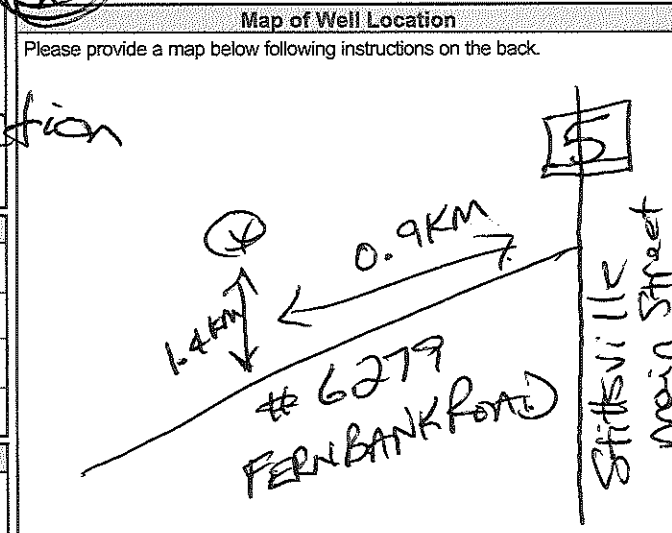 Map of Well Location
Please provide a map below following instructions on the back.
tion
5
0.9KM
1.4KM
# 6279
FERNBANK ROAD
Stittsville
Main Street